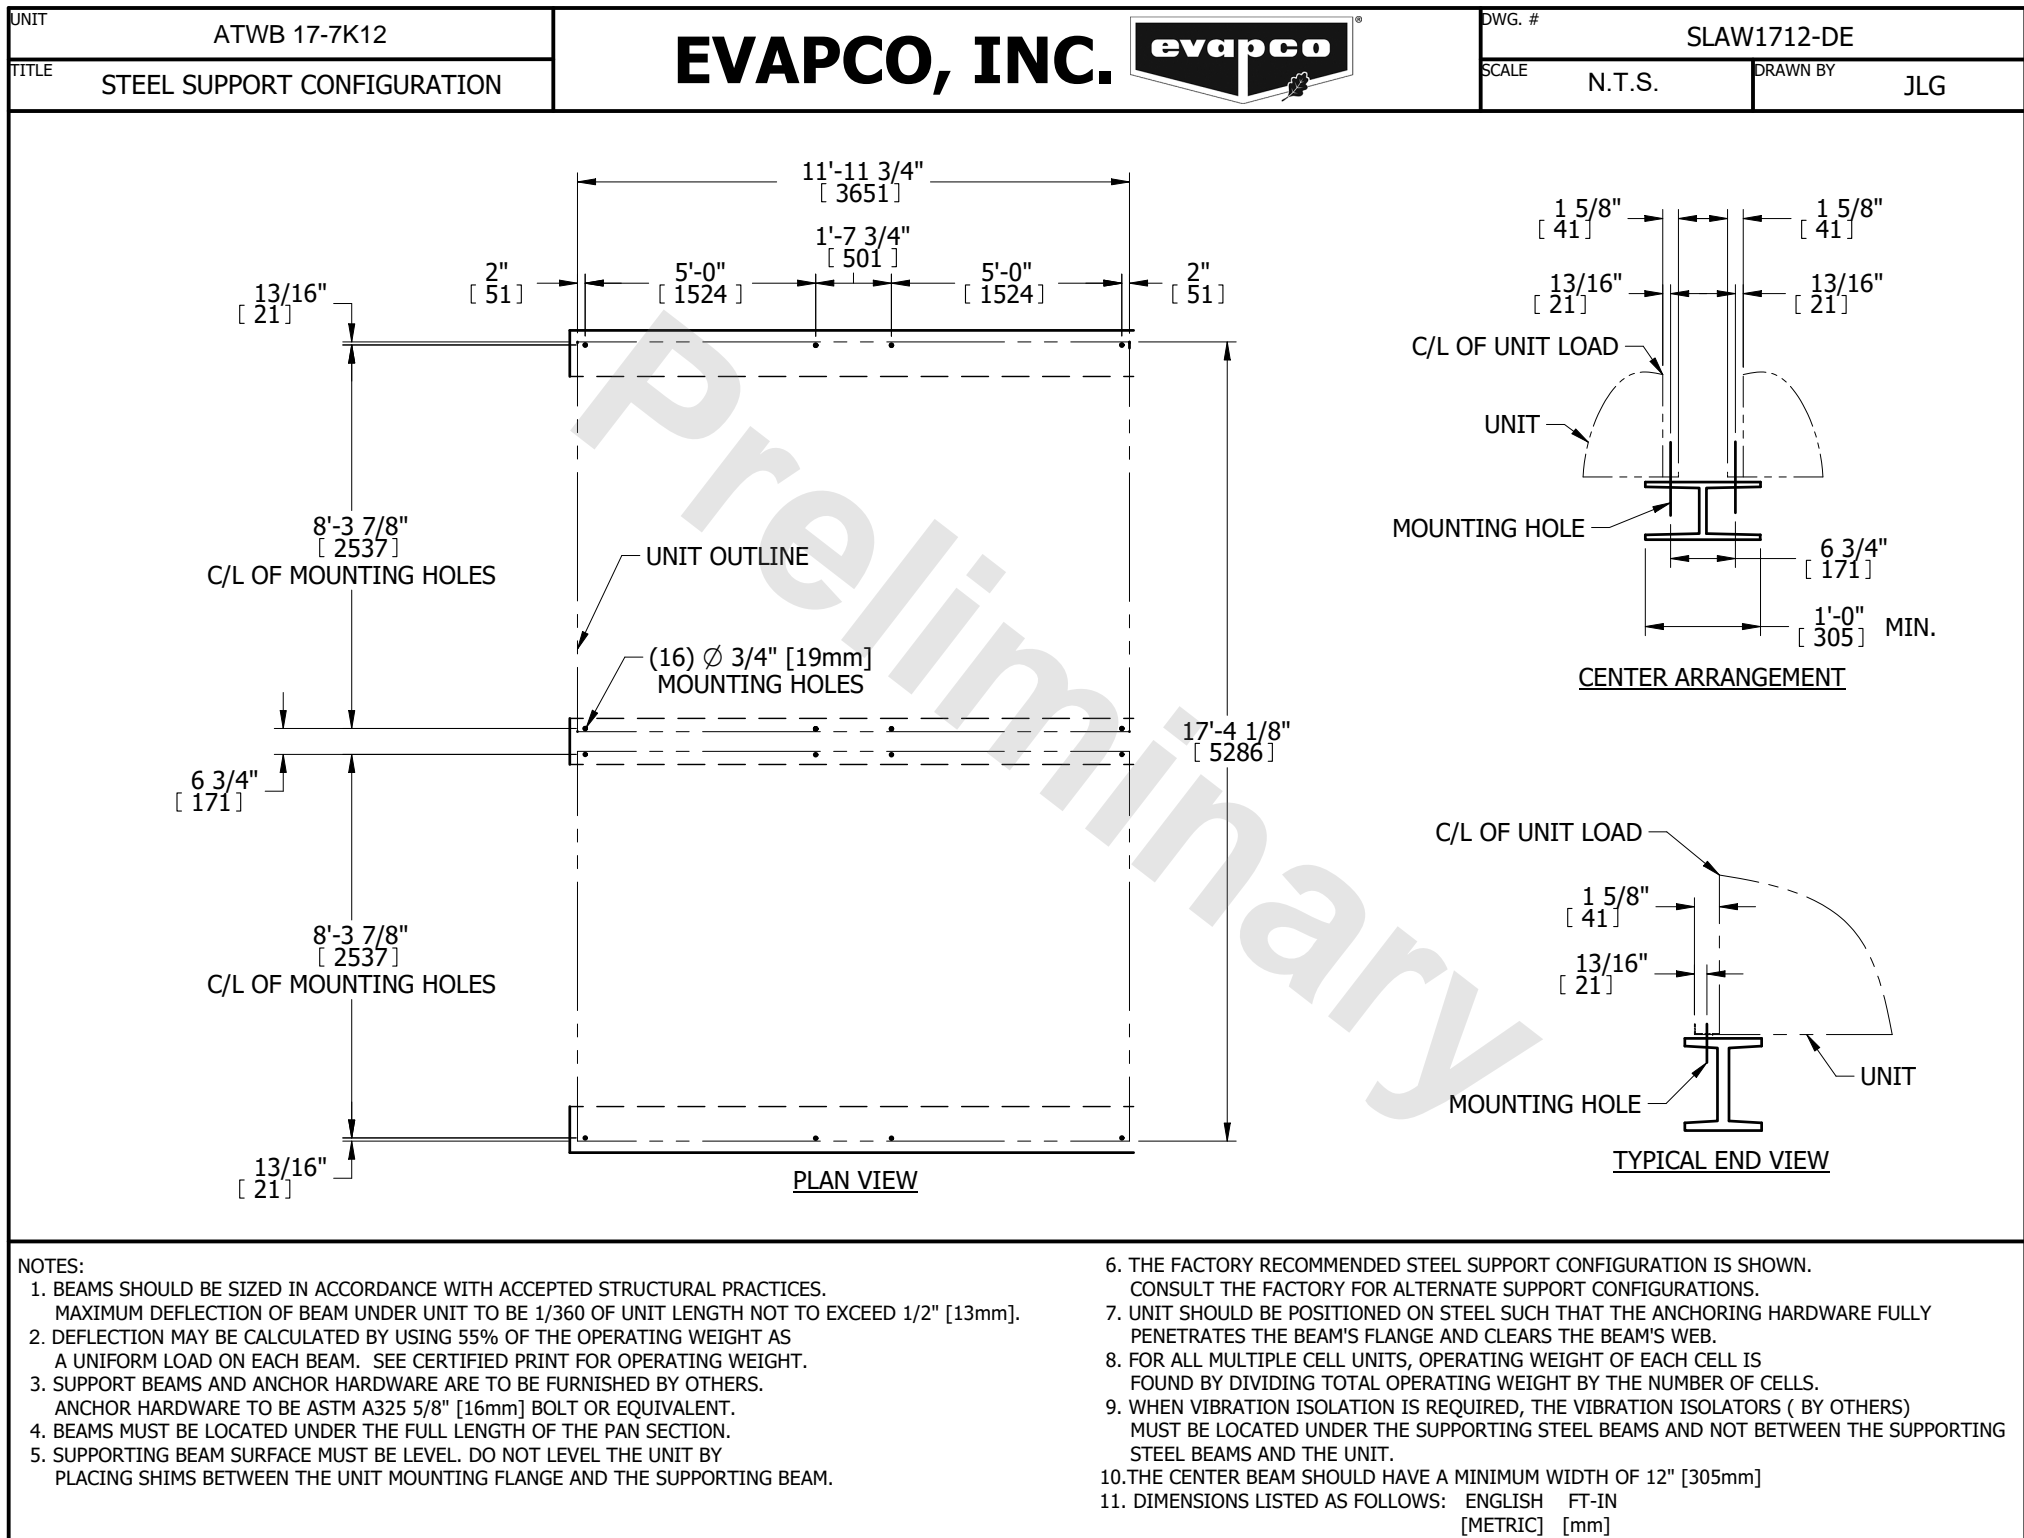 UNIT
ATWB 17-7K12
TITLE
STEEL SUPPORT CONFIGURATION
EVAPCO, INC.
evapco
®
DWG. #
SLAW1712-DE
SCALE
N.T.S.
DRAWN BY
JLG
11'-11 3/4"
[ 3651 ]
1'-7 3/4"
[ 501 ]
2"
[ 51 ]
5'-0"
[ 1524 ]
5'-0"
[ 1524 ]
2"
[ 51 ]
13/16"
[ 21 ]
8'-3 7/8"
[ 2537 ]
C/L OF MOUNTING HOLES
UNIT OUTLINE
(16) Ø 3/4" [19mm]
MOUNTING HOLES
6 3/4"
[ 171 ]
17'-4 1/8"
[ 5286 ]
8'-3 7/8"
[ 2537 ]
C/L OF MOUNTING HOLES
13/16"
[ 21 ]
PLAN VIEW
Preliminary
1 5/8"
[ 41 ]
1 5/8"
[ 41 ]
13/16"
[ 21 ]
13/16"
[ 21 ]
C/L OF UNIT LOAD
UNIT
MOUNTING HOLE
6 3/4"
[ 171 ]
1'-0"
[ 305 ] MIN.
CENTER ARRANGEMENT
C/L OF UNIT LOAD
1 5/8"
[ 41 ]
13/16"
[ 21 ]
UNIT
MOUNTING HOLE
TYPICAL END VIEW
NOTES:
1. BEAMS SHOULD BE SIZED IN ACCORDANCE WITH ACCEPTED STRUCTURAL PRACTICES.
MAXIMUM DEFLECTION OF BEAM UNDER UNIT TO BE 1/360 OF UNIT LENGTH NOT TO EXCEED 1/2" [13mm].
2. DEFLECTION MAY BE CALCULATED BY USING 55% OF THE OPERATING WEIGHT AS
A UNIFORM LOAD ON EACH BEAM. SEE CERTIFIED PRINT FOR OPERATING WEIGHT.
3. SUPPORT BEAMS AND ANCHOR HARDWARE ARE TO BE FURNISHED BY OTHERS.
ANCHOR HARDWARE TO BE ASTM A325 5/8" [16mm] BOLT OR EQUIVALENT.
4. BEAMS MUST BE LOCATED UNDER THE FULL LENGTH OF THE PAN SECTION.
5. SUPPORTING BEAM SURFACE MUST BE LEVEL. DO NOT LEVEL THE UNIT BY
PLACING SHIMS BETWEEN THE UNIT MOUNTING FLANGE AND THE SUPPORTING BEAM.
6. THE FACTORY RECOMMENDED STEEL SUPPORT CONFIGURATION IS SHOWN.
CONSULT THE FACTORY FOR ALTERNATE SUPPORT CONFIGURATIONS.
7. UNIT SHOULD BE POSITIONED ON STEEL SUCH THAT THE ANCHORING HARDWARE FULLY
PENETRATES THE BEAM'S FLANGE AND CLEARS THE BEAM'S WEB.
8. FOR ALL MULTIPLE CELL UNITS, OPERATING WEIGHT OF EACH CELL IS
FOUND BY DIVIDING TOTAL OPERATING WEIGHT BY THE NUMBER OF CELLS.
9. WHEN VIBRATION ISOLATION IS REQUIRED, THE VIBRATION ISOLATORS ( BY OTHERS)
MUST BE LOCATED UNDER THE SUPPORTING STEEL BEAMS AND NOT BETWEEN THE SUPPORTING
STEEL BEAMS AND THE UNIT.
10.THE CENTER BEAM SHOULD HAVE A MINIMUM WIDTH OF 12" [305mm]
11. DIMENSIONS LISTED AS FOLLOWS: ENGLISH FT-IN
[METRIC] [mm]